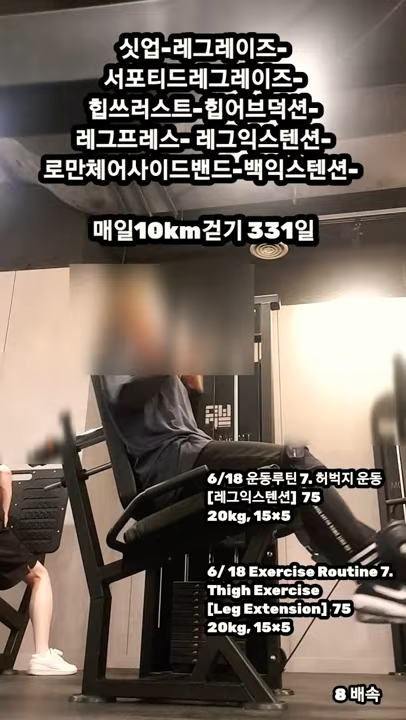 싯업-레그레이즈-
서포티드레그레이즈-
힙쓰러스트-힙어브덕션-
레그프레스- 레그익스텐션-
로만체어사이드밴드-백익스텐션-
매일10km걷기 331일
6/18 운동루틴 7. 허벅지 운동
[레그익스텐션] 75
20kg, 15×5
6/ 18 Exercise Routine 7.
Thigh Exercise
[Leg Extension] 75
20kg, 15×5
8 배속